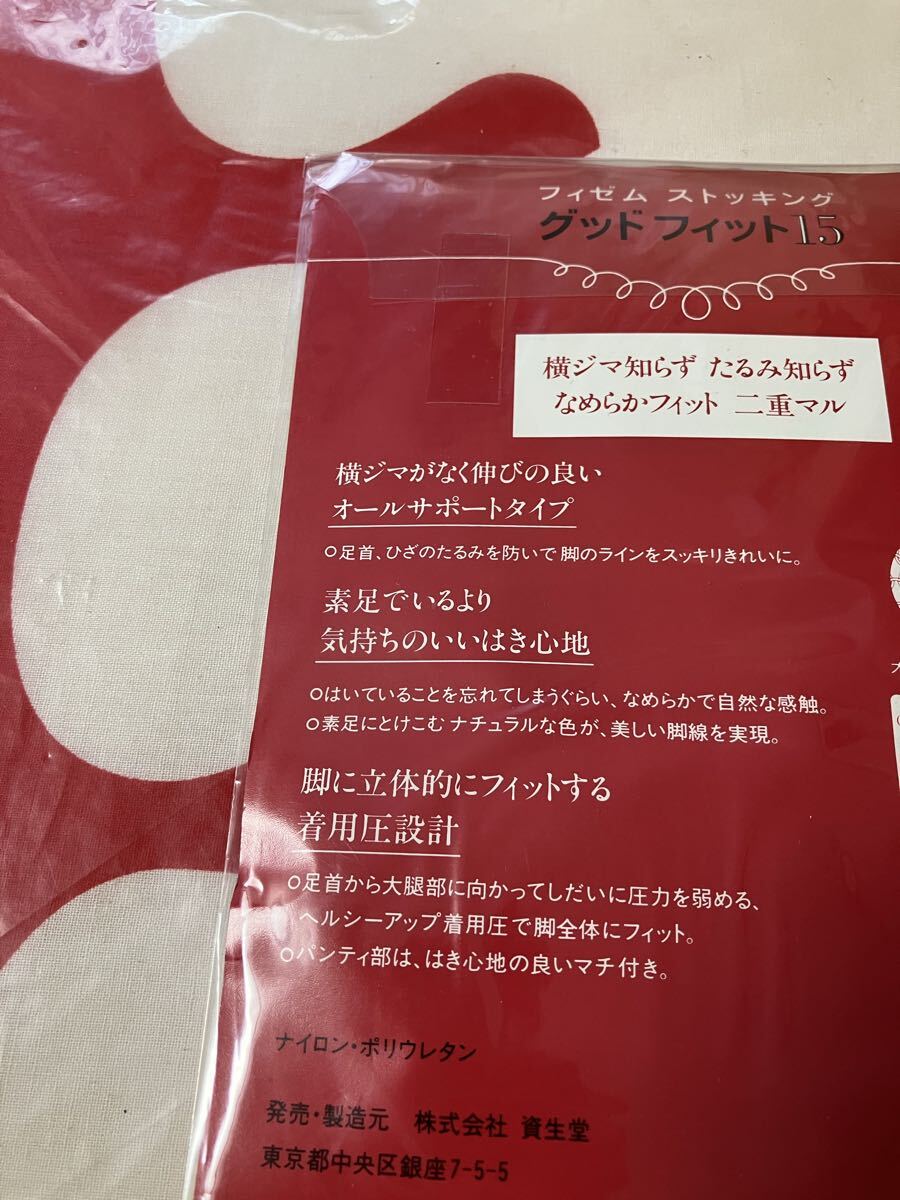 フィゼム ストッキング
グッド フィット15
横ジマ知らず たるみ知らず
なめらかフィット 二重マル
横ジマがなく伸びの良い
オールサポートタイプ
○足首、ひざのたるみを防いで 脚のラインをスッキリきれいに。
素足でいるより
気持ちのいいはき心地
○はいていることを忘れてしまうぐらい、なめらかで自然な感触。
○素足にとけこむ ナチュラルな色が、美しい脚線を実現。
脚に立体的にフィットする
着用圧設計
○足首から大腿部に向かってしだいに圧力を弱める、
ヘルシーアップ着用圧で脚全体にフィット。
○パンティ部は、はき心地の良いマチ付き。
ナイロン・ポリウレタン
発売・製造元 株式会社 資生堂
東京都中央区銀座7-5-5